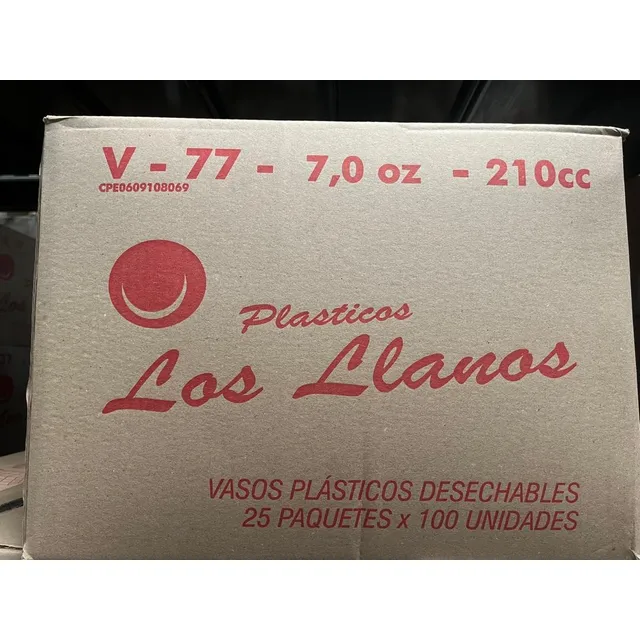 V - 77 - 7,0 oz - 210cc
CPE0609108069
Plasticos
Los Llanos
VASOS PLÁSTICOS DESECHABLES
25 PAQUETES x 100 UNIDADES